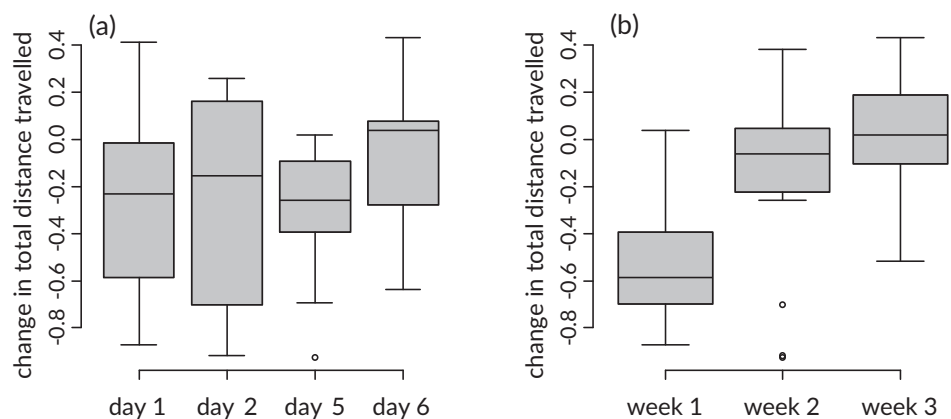 (a)
change in total distance travelled
0.4
0.2
0.0
-0.2
-0.4
-0.6
-0.8
day 1 day 2 day 5 day 6
(b)
change in total distance travelled
0.4
0.2
0.0
-0.2
-0.4
-0.6
-0.8
week 1 week 2 week 3